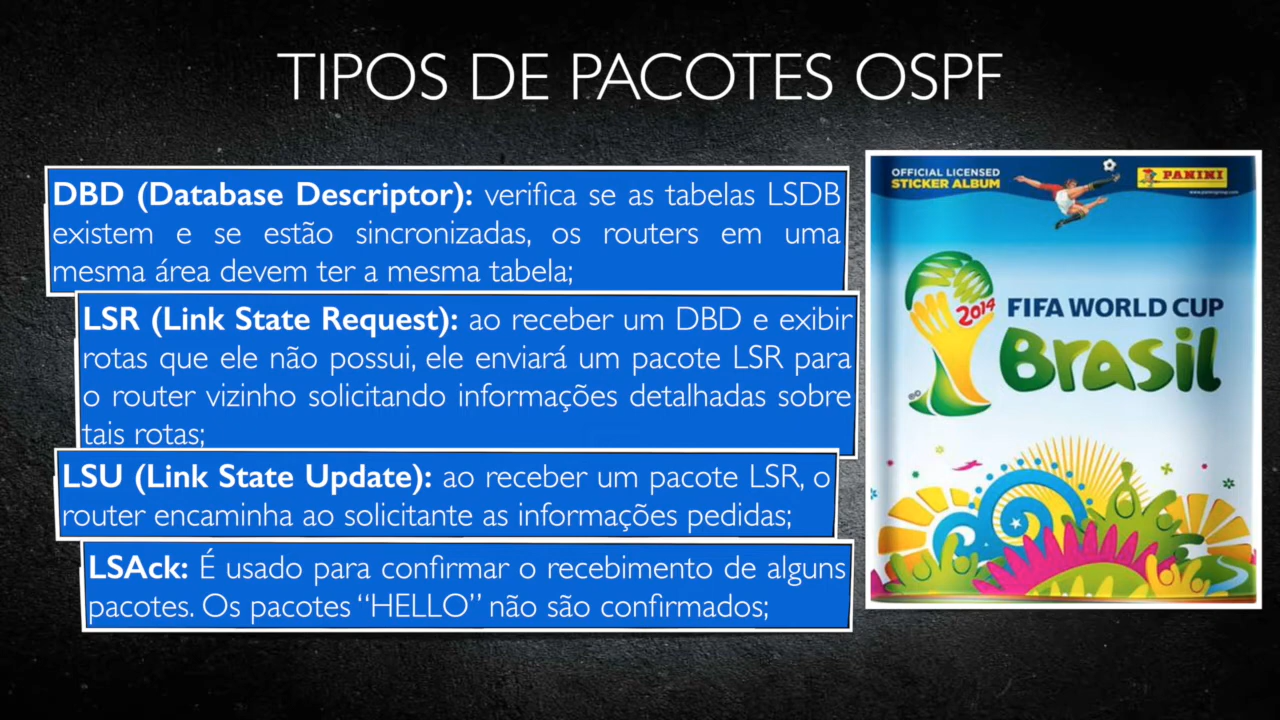 TIPOS DE PACOTES OSPF
DBD (Database Descriptor): verifica se as tabelas LSDB
existem e se estão sincronizadas, os routers em uma
mesma área devem ter a mesma tabela;
LSR (Link State Request): ao receber um DBD e exibir
rotas que ele não possui, ele enviará um pacote LSR para
o router vizinho solicitando informações detalhadas sobre
tais rotas;
LSU (Link State Update): ao receber um pacote LSR, o
router encaminha ao solicitante as informações pedidas;
LSAck: É usado para confirmar o recebimento de alguns
pacotes. Os pacotes “HELLO” não são confirmados;
OFFICIAL LICENSED
STICKER ALBUM
PANINI
2014
FIFA WORLD CUP
Brasil